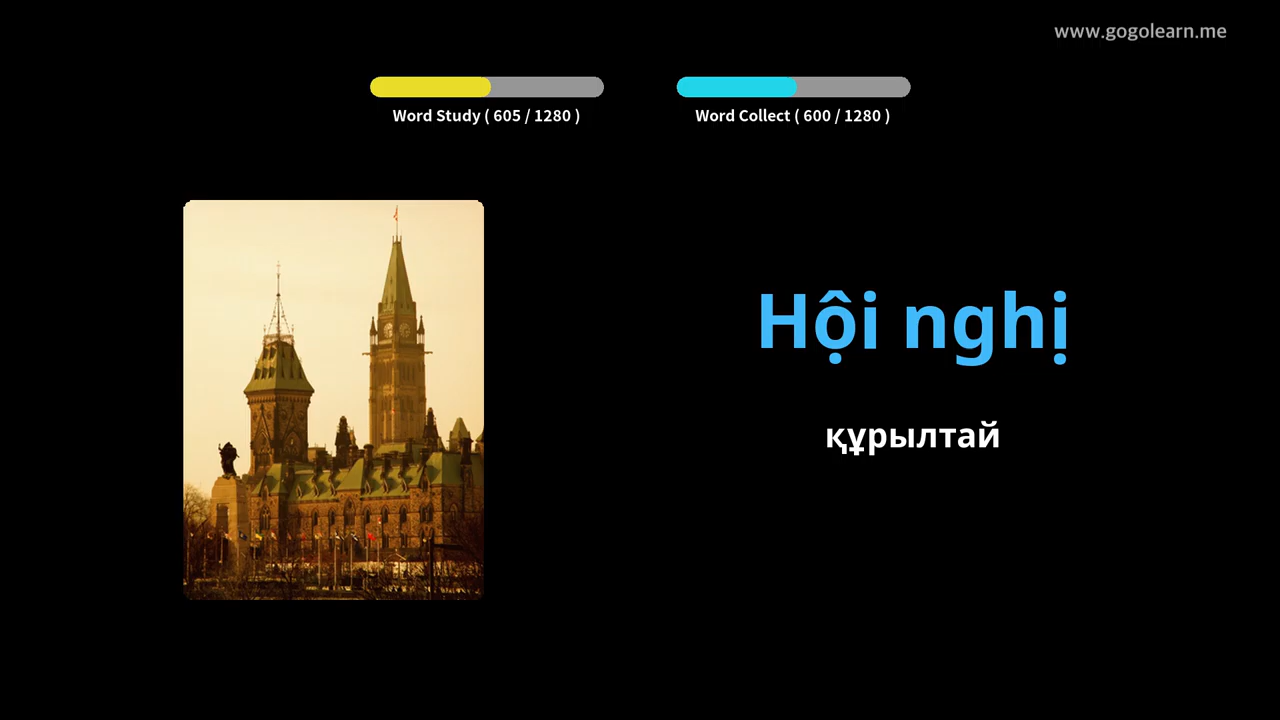 www.gogolearn.me
Word Study ( 605 / 1280 )
Word Collect ( 600 / 1280 )
Hội nghị
құрылтай